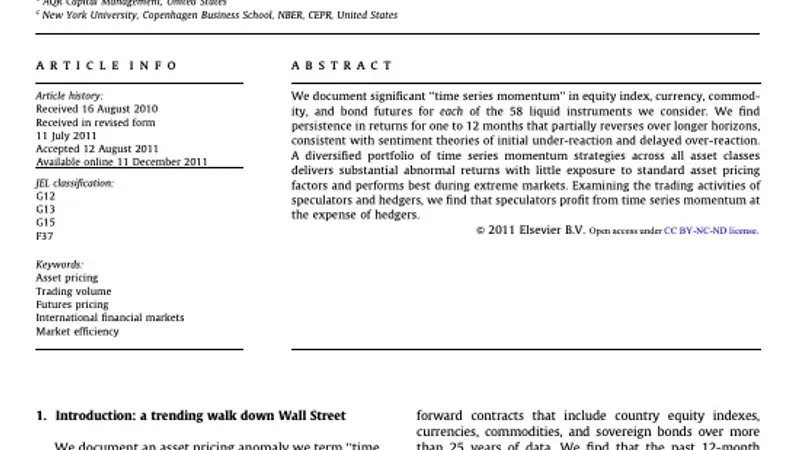 ᵇ AQR Capital Management, United States
ᶜ New York University, Copenhagen Business School, NBER, CEPR, United States
ARTICLE INFO
Article history:
Received 16 August 2010
Received in revised form
11 July 2011
Accepted 12 August 2011
Available online 11 December 2011
JEL classification:
G12
G13
G15
F37
Keywords:
Asset pricing
Trading volume
Futures pricing
International financial markets
Market efficiency
ABSTRACT
We document significant "time series momentum" in equity index, currency, commod-
ity, and bond futures for each of the 58 liquid instruments we consider. We find
persistence in returns for one to 12 months that partially reverses over longer horizons,
consistent with sentiment theories of initial under-reaction and delayed over-reaction.
A diversified portfolio of time series momentum strategies across all asset classes
delivers substantial abnormal returns with little exposure to standard asset pricing
factors and performs best during extreme markets. Examining the trading activities of
speculators and hedgers, we find that speculators profit from time series momentum at
the expense of hedgers.
© 2011 Elsevier B.V. Open access under CC BY-NC-ND license.
1. Introduction: a trending walk down Wall Street
We document an asset pricing anomaly we term "time
forward contracts that include country equity indexes,
currencies, commodities, and sovereign bonds over more
than 25 years of data. We find that the past 12-month